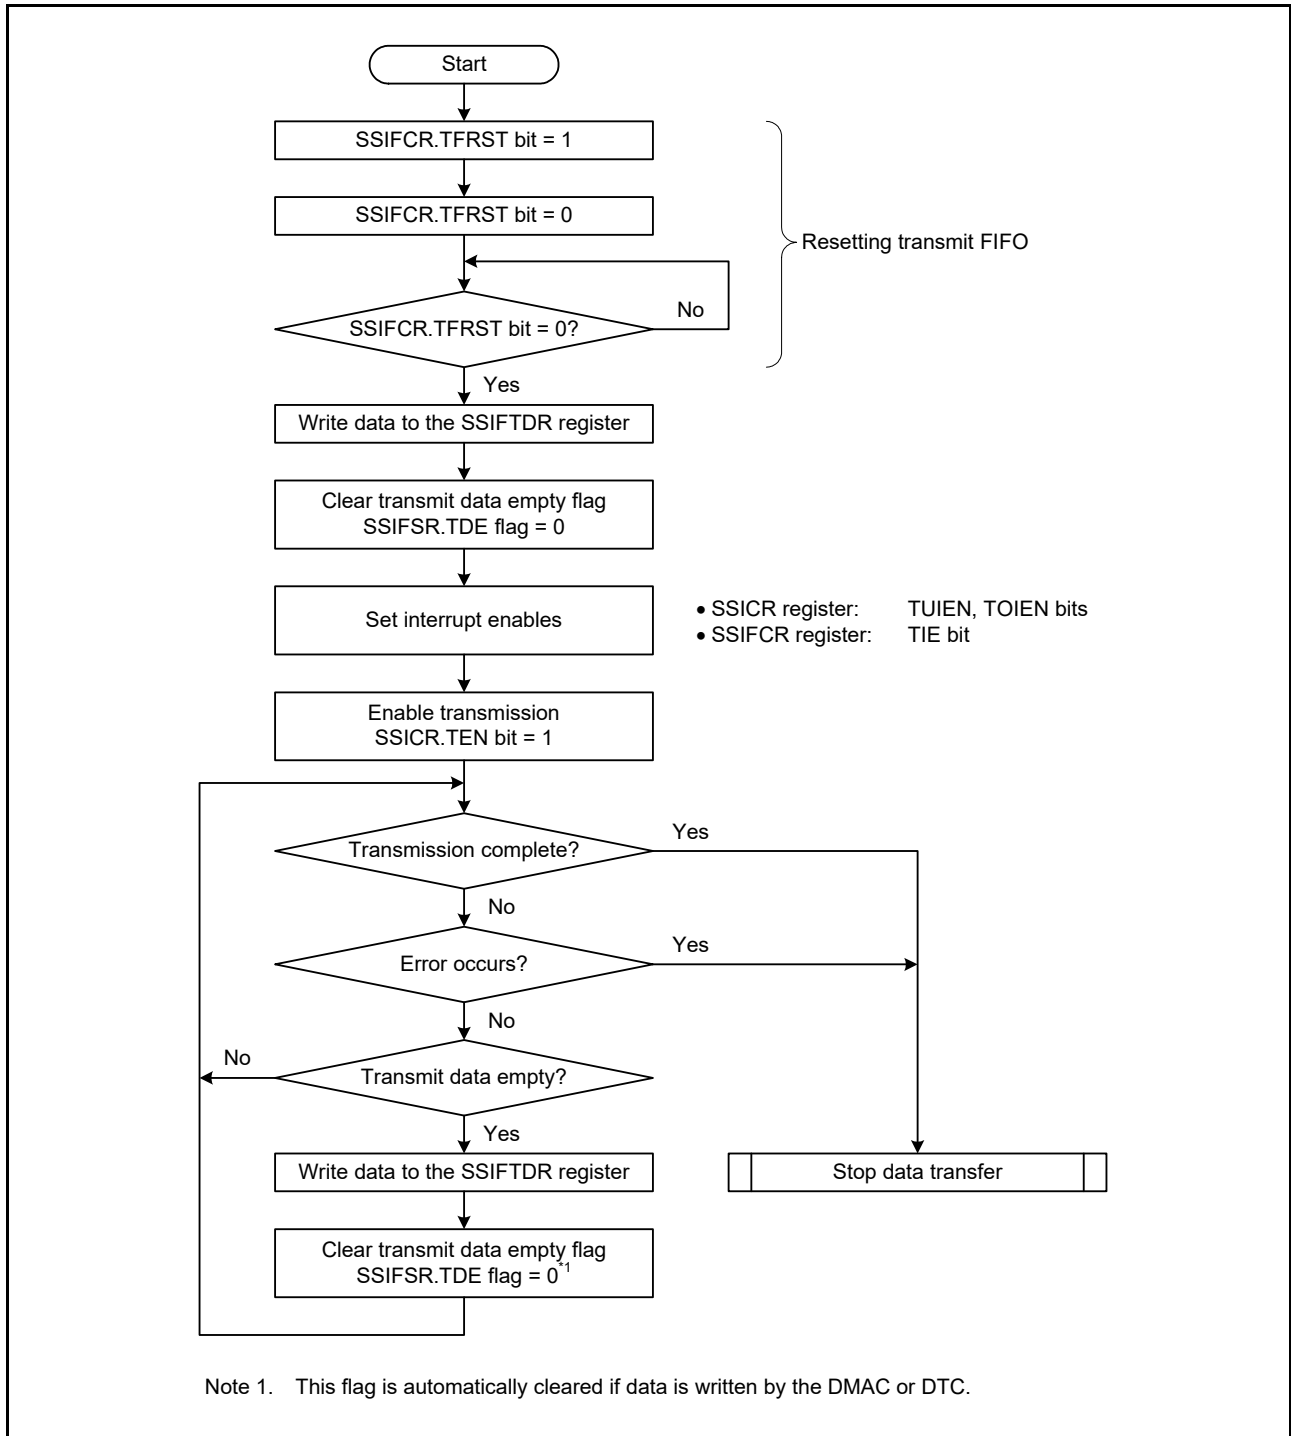 Start
SSIFCR.TFRST bit = 1
SSIFCR.TFRST bit = 0
Resetting transmit FIFO
No
SSIFCR.TFRST bit = 0?
Yes
Write data to the SSIFTDR register
Clear transmit data empty flag
SSIFSR.TDE flag = 0
Set interrupt enables
• SSICR register: TUIEN, TOIEN bits
• SSIFCR register: TIE bit
Enable transmission
SSICR.TEN bit = 1
Yes
Transmission complete?
No
Yes
Error occurs?
No
No
Transmit data empty?
Yes
Write data to the SSIFTDR register
Stop data transfer
Clear transmit data empty flag
SSIFSR.TDE flag = 0*1
Note 1. This flag is automatically cleared if data is written by the DMAC or DTC.